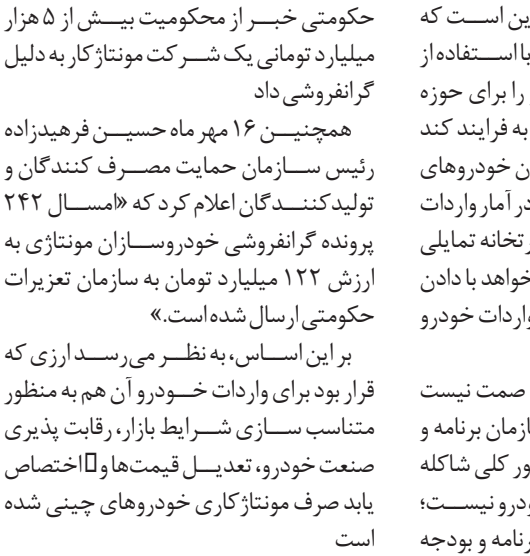 حکومتی خبر از محکومیت بیش از ۵ هزار
میلیارد تومانی یک شرکت مونتاژکار به دلیل
گرانفروشی داد
همچنین ۱۶ مهر ماه حسین فرهیدزاده
رئیس سازمان حمایت مصرف کنندگان و
تولیدکنندگان اعلام کرد که «امسال ۲۴۲
پرونده گرانفروشی خودروسازان مونتاژی به
ارزش ۱۲۲ میلیارد تومان به سازمان تعزیرات
حکومتی ارسال شده است.»
بر این اساس، به نظر می‌رسد ارزی که
قرار بود برای واردات خودرو آن هم به منظور
متناسب سازی شرایط بازار، رقابت پذیری
صنعت خودرو، تعدیل قیمت‌ها و اختصاص
یابد صرف مونتاژکاری خودروهای چینی شده
است
این است که
با استفاده از
را برای حوزه
به فرایند کند
خودروهای
در آمار واردات
تمایلی
با دادن
واردات خودرو
صمت نیست
برنامه و
کلی شاکله
نیست؛
و بودجه